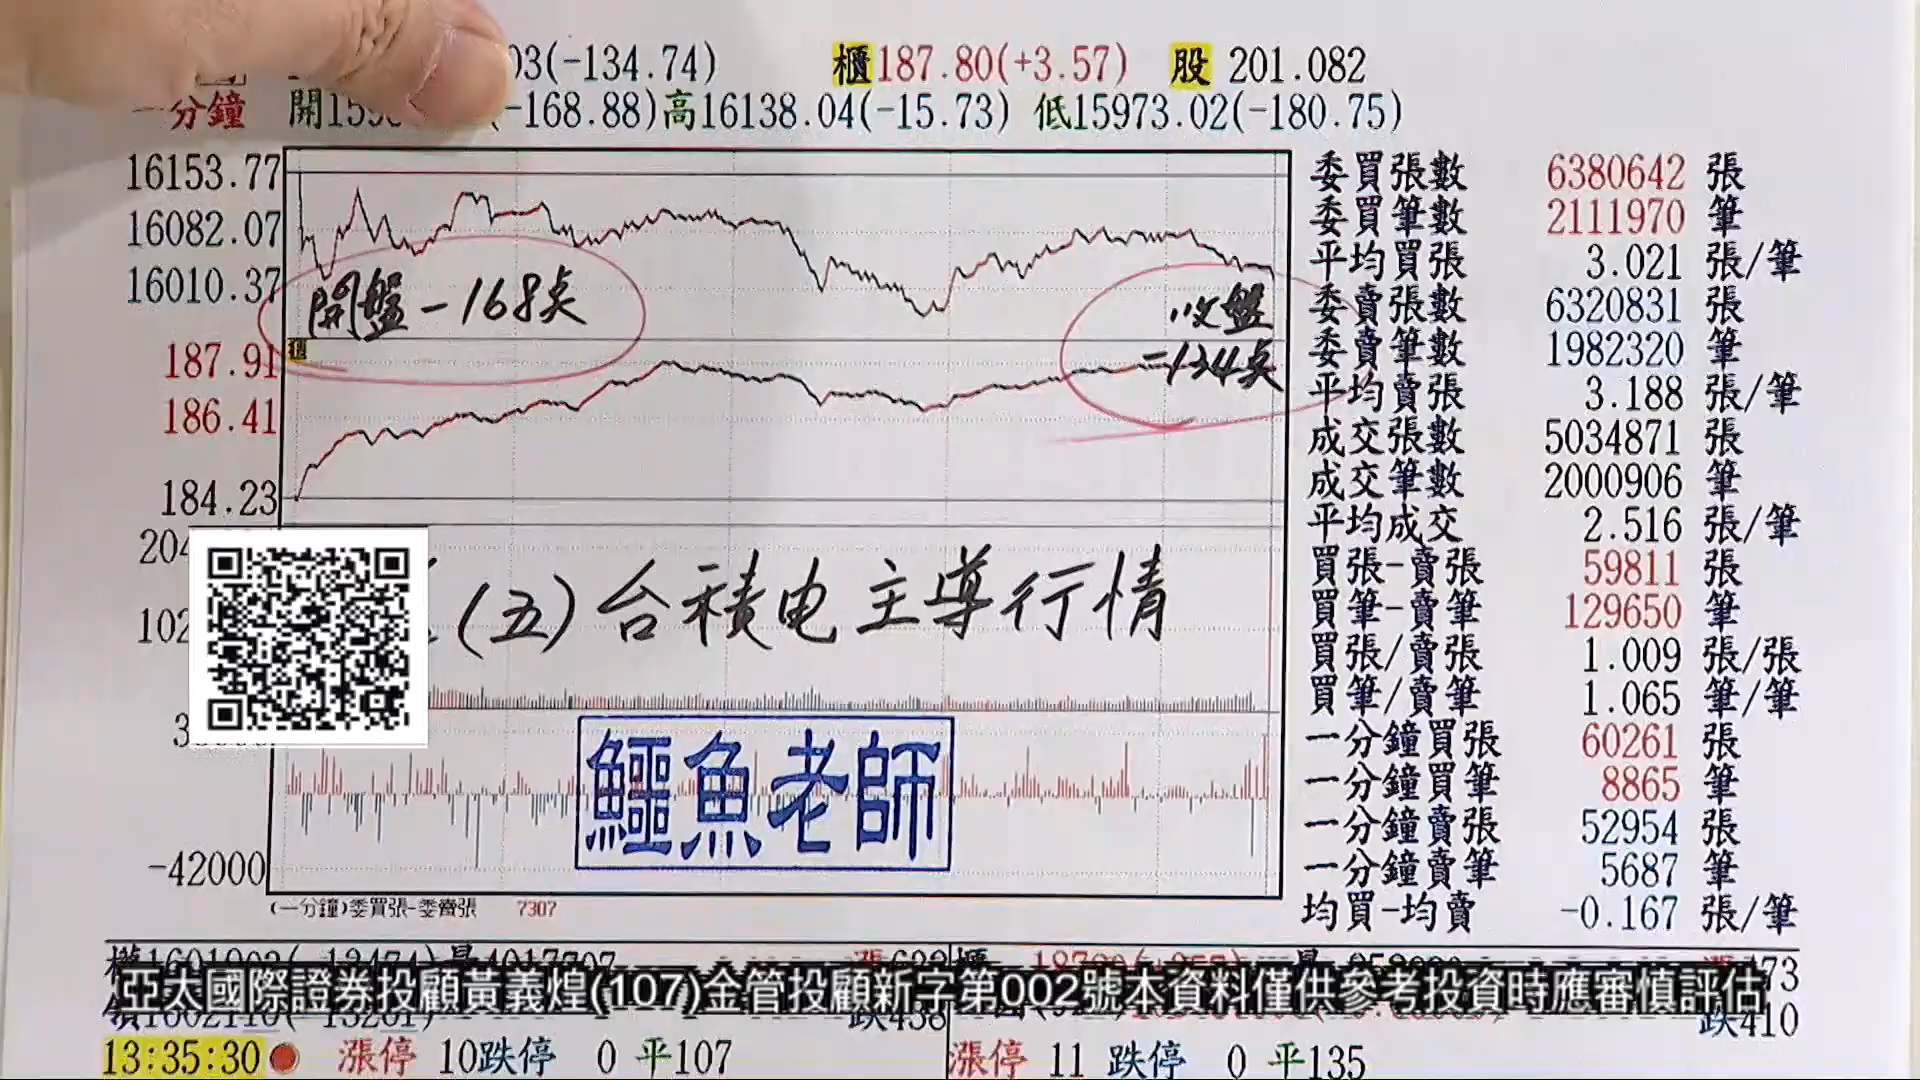 03(-134.74) 櫃187.80(+3.57) 股 201.082
一分鐘 開159 (-168.88)高16138.04(-15.73) 低15973.02(-180.75)
16153.77
16082.07
16010.37
187.91
186.41
184.23
-42000
開盤-168点
收盤
-134点
櫃
(五)台積电主導行情
鱷魚老師
(一分鐘)委買張-委賣張 7307
委買張數 6380642 張
委買筆數 2111970 筆
平均買張 3.021 張/筆
委賣張數 6320831 張
委賣筆數 1982320 筆
平均賣張 3.188 張/筆
成交張數 5034871 張
成交筆數 2000906 筆
平均成交 2.516 張/筆
買張-賣張 59811 張
買筆-賣筆 129650 筆
買張/賣張 1.009 張/張
買筆/賣筆 1.065 筆/筆
一分鐘買張 60261 張
一分鐘買筆 8865 筆
一分鐘賣張 52954 張
一分鐘賣筆 5687 筆
均買-均賣 -0.167 張/筆
亞太國際證券投顧黃義煌(107)金管投顧新字第002號本資料僅供參考投資時應審慎評估
跌438 跌410
13:35:30 漲停 10跌停 0 平107 漲停 11 跌停 0 平135